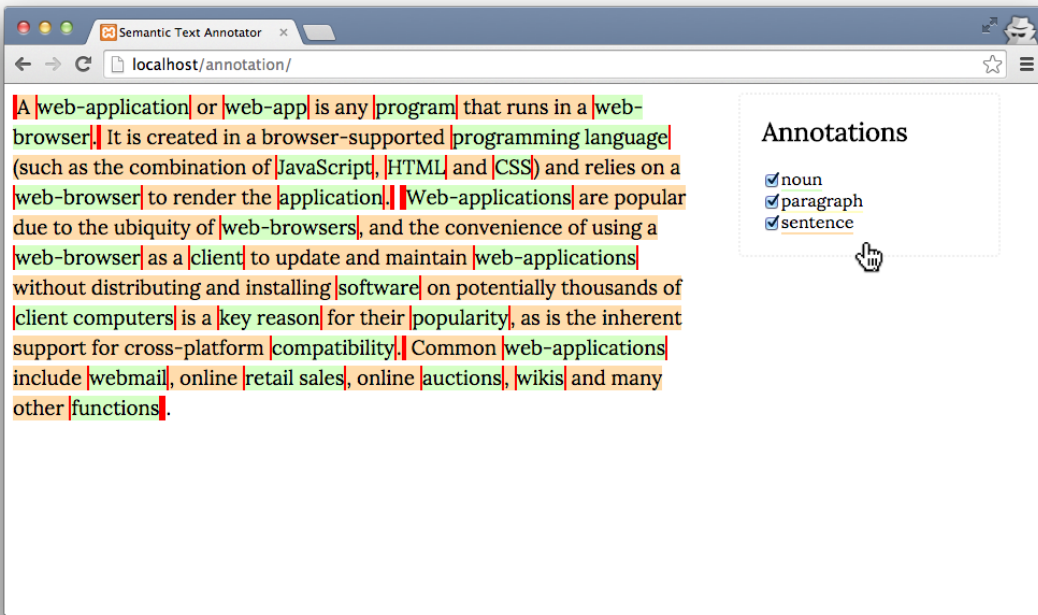 Semantic Text Annotator
localhost/annotation/
A web-application or web-app is any program that runs in a web-
browser. It is created in a browser-supported programming language
(such as the combination of JavaScript, HTML and CSS) and relies on a
web-browser to render the application. Web-applications are popular
due to the ubiquity of web-browsers, and the convenience of using a
web-browser as a client to update and maintain web-applications
without distributing and installing software on potentially thousands of
client computers is a key reason for their popularity, as is the inherent
support for cross-platform compatibility. Common web-applications
include webmail, online retail sales, online auctions, wikis and many
other functions.
Annotations
noun
paragraph
sentence